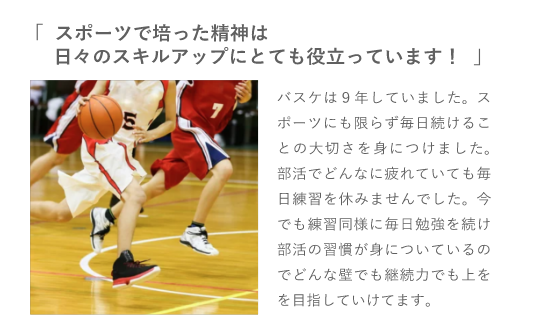 「 スポーツで培った精神は
日々のスキルアップにとても役立っています！ 」
バスケは９年していました。ス
ポーツにも限らず毎日続けるこ
との大切さを身につけました。
部活でどんなに疲れていても毎
日練習を休みませんでした。今
でも練習同様に毎日勉強を続け
部活の習慣が身についているの
でどんな壁でも継続力でも上を
を目指していけてます。
5
7